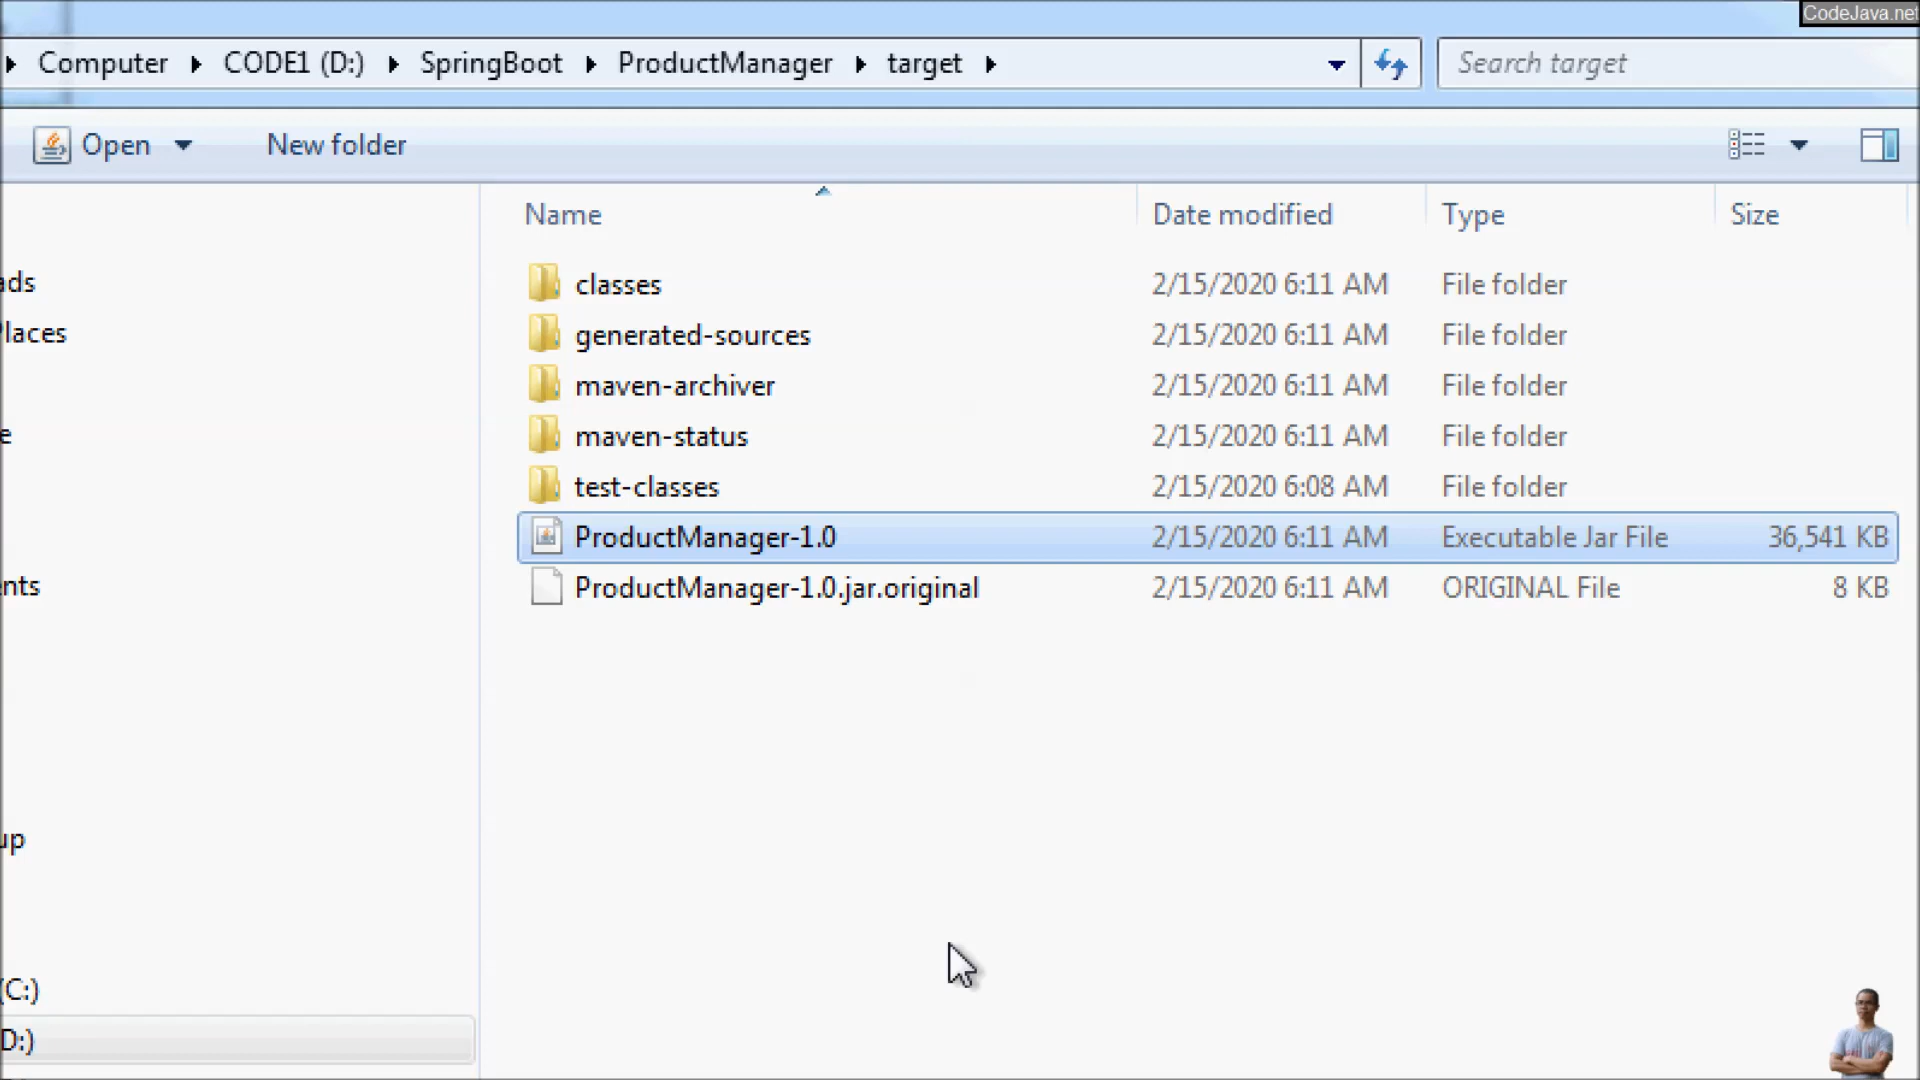 CodeJava.net
Computer CODE1 (D:) SpringBoot ProductManager target Search target
Open New folder
Name Date modified Type Size
ads
classes 2/15/2020 6:11 AM File folder
Places
generated-sources 2/15/2020 6:11 AM File folder
maven-archiver 2/15/2020 6:11 AM File folder
e
maven-status 2/15/2020 6:11 AM File folder
test-classes 2/15/2020 6:08 AM File folder
ProductManager-1.0 2/15/2020 6:11 AM Executable Jar File 36,541 KB
ents
ProductManager-1.0.jar.original 2/15/2020 6:11 AM ORIGINAL File 8 KB
up
(C:)
D:)